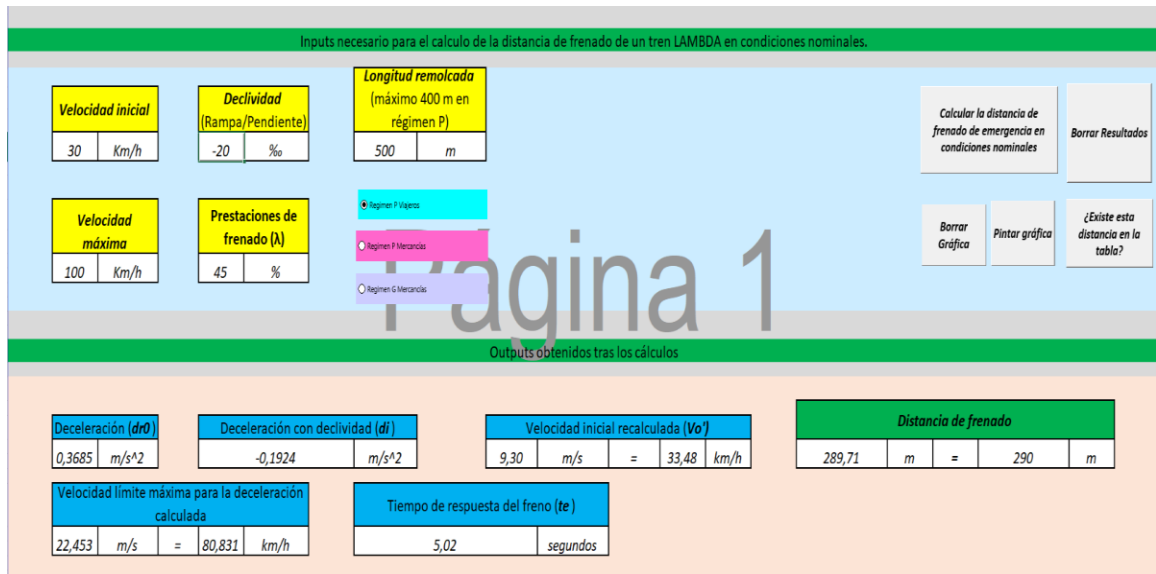 Inputs necesario para el calculo de la distancia de frenado de un tren LAMBDA en condiciones nominales.
Velocidad inicial
30 Km/h
Declividad
(Rampa/Pendiente)
-20 ‰
Longitud remolcada
(máximo 400 m en
régimen P)
500 m
Calcular la distancia de
frenado de emergencia en
condiciones nominales
Borrar Resultados
Velocidad
máxima
100 Km/h
Prestaciones de
frenado (λ)
45 %
Regimen P Viajeros
Regimen P Mercancías
Regimen G Mercancías
Borrar
Gráfica
Pintar gráfica
¿Existe esta
distancia en la
tabla?
Página 1
Outputs obtenidos tras los cálculos
Deceleración (dr0)
0,3685 m/s^2
Deceleración con declividad (di)
-0,1924 m/s^2
Velocidad inicial recalculada (Vo')
9,30 m/s = 33,48 km/h
Distancia de frenado
289,71 m = 290 m
Velocidad límite máxima para la deceleración
calculada
22,453 m/s = 80,831 km/h
Tiempo de respuesta del freno (te)
5,02 segundos